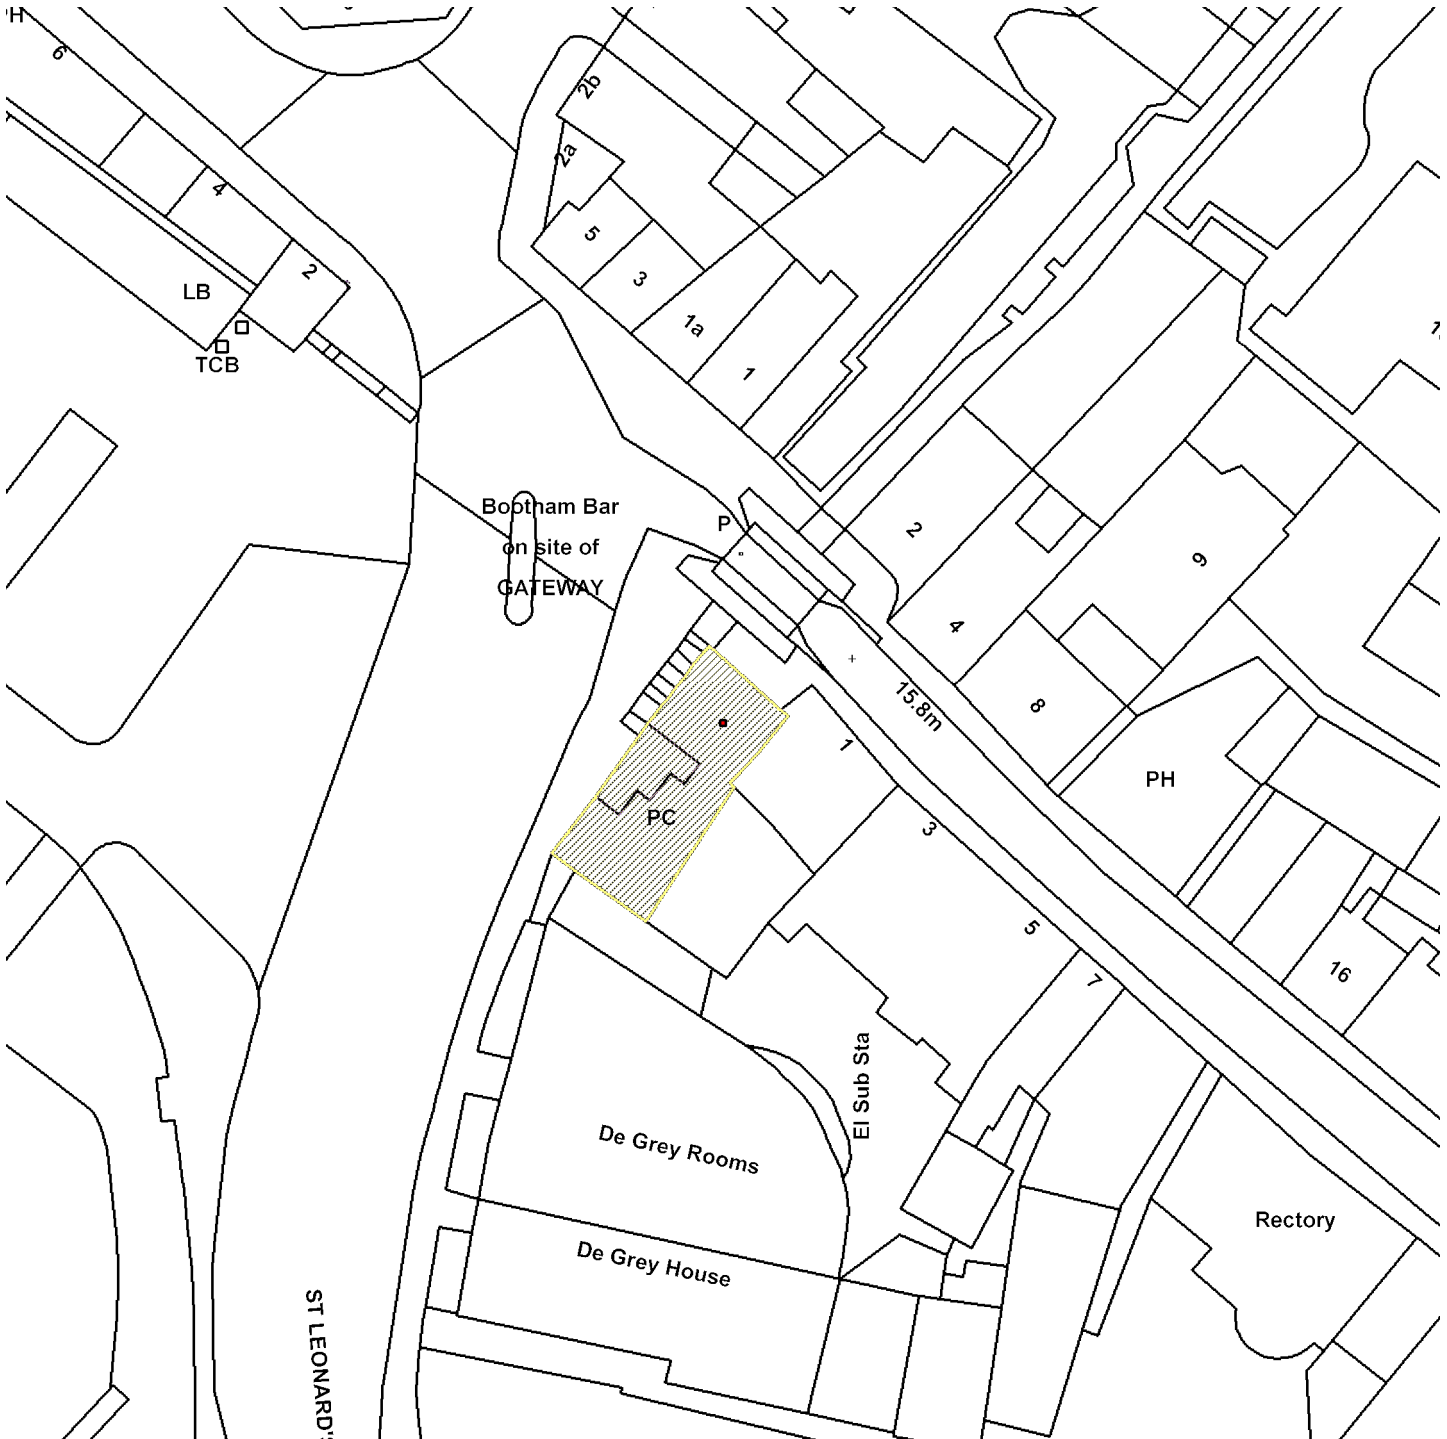 6
2b
2a
4
5
2
3
LB
1a
TCB
1
Bootham Bar
P
2
on site of
9
GATEWAY
4
15.8m
8
1
PH
PC
3
5
16
7
El Sub Sta
De Grey Rooms
Rectory
De Grey House
ST LEONARD'S